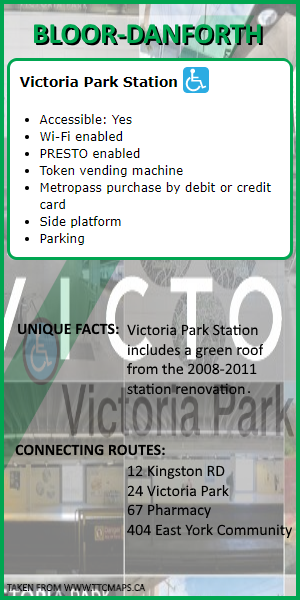 BLOOR-DANFORTH
Victoria Park Station
Accessible: Yes
Wi-Fi enabled
PRESTO enabled
Token vending machine
Metropass purchase by debit or credit
card
Side platform
Parking
VICTO
UNIQUE FACTS: Victoria Park Station
includes a green roof
from the 2008-2011
station renovation.
Victoria Park
CONNECTING ROUTES:
12 Kingston RD
24 Victoria Park
67 Pharmacy
404 East York Community
TAKEN FROM WWW.TTCMAPS.CA